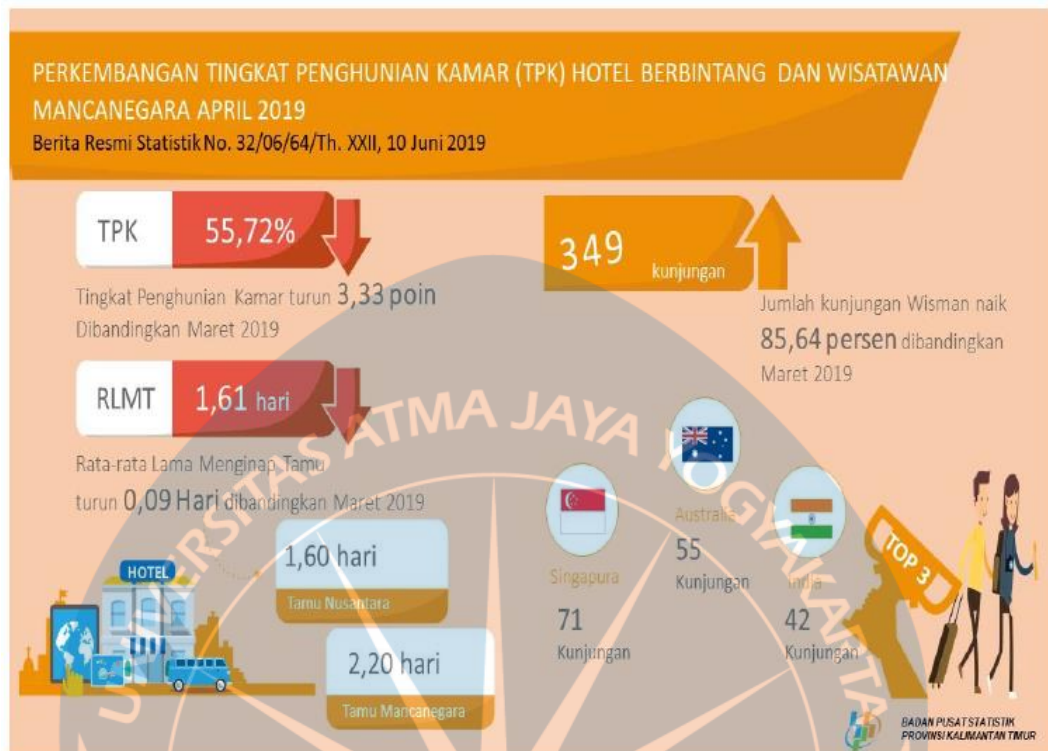 PERKEMBANGAN TINGKAT PENGHUNIAN KAMAR (TPK) HOTEL BERBINTANG DAN WISATAWAN
MANCANEGARA APRIL 2019
Berita Resmi Statistik No. 32/06/64/Th. XXII, 10 Juni 2019
TPK
55,72%
Tingkat Penghunian Kamar turun 3,33 poin
Dibandingkan Maret 2019
349 kunjungan
Jumlah kunjungan Wisman naik
85,64 persen dibandingkan
Maret 2019
RLMT
1,61 hari
Rata-rata Lama Menginap Tamu
turun 0,09 Hari dibandingkan Maret 2019
HOTEL
1,60 hari
Tamu Nusantara
2,20 hari
Tamu Mancanegara
Singapura
71
Kunjungan
Australia
55
Kunjungan
India
42
Kunjungan
TOP 3
UNIVERSITAS ATMA JAYA YOGYAKARTA
BADAN PUSAT STATISTIK
PROVINSI KALIMANTAN TIMUR